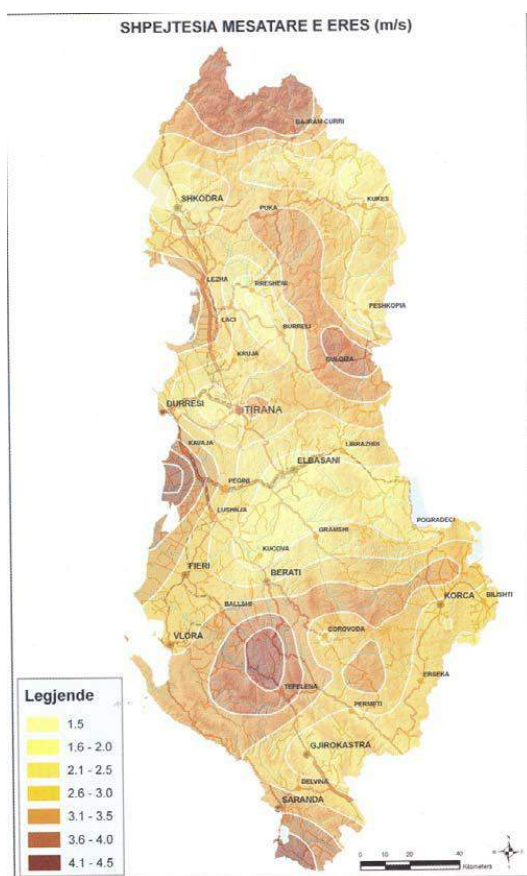 SHPEJTESIA MESATARE E ERES (m/s)
BAJRAM CURRI
KUKES
SHKODRA
PUKA
LEZHA
RRESHENI
PESHKOPIA
LACI
BURRELI
KRUJA
BULQIZA
DURRESI
TIRANA
KAVAJA
LIBRAZHDI
ELBASANI
PEQINI
LUSHNJA
POGRADECI
GRAMSHI
KUCOVA
FIERI
BERATI
KORCA
BILISHTI
BALLSHI
COROVODA
VLORA
ERSEKA
TEPELENA
PERMETI
GJIROKASTRA
DELVINA
SARANDA
Legjende
1.5
1.6 - 2.0
2.1 - 2.5
2.6 - 3.0
3.1 - 3.5
3.6 - 4.0
4.1 - 4.5
0 10 20 40
Kilometers